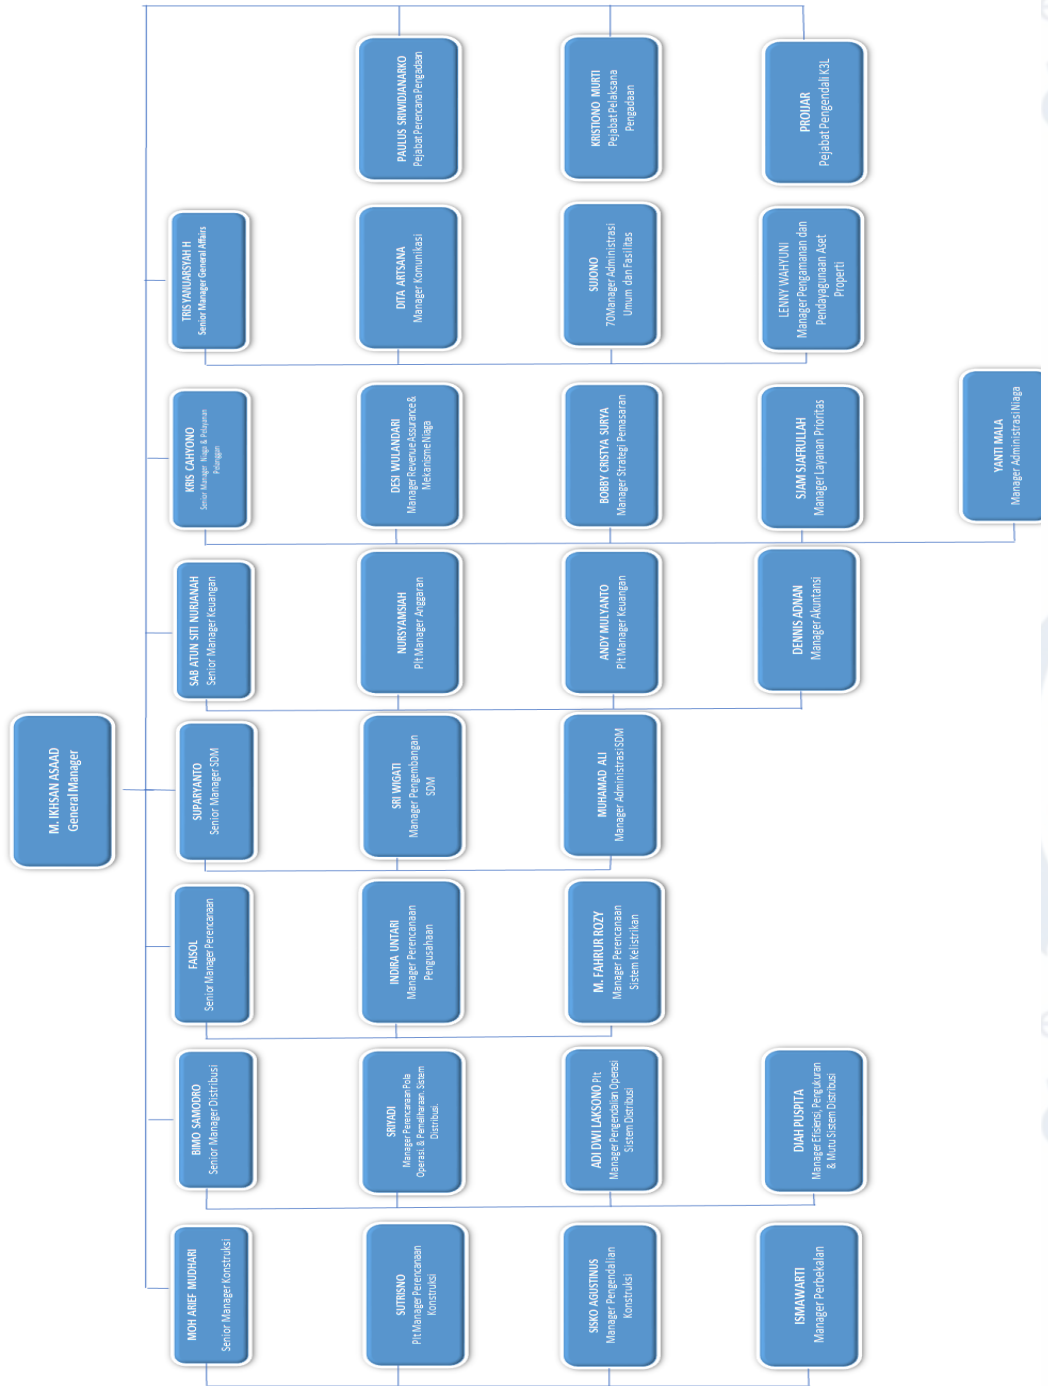 M. IKHSAN ASAAD
General Manager
MOH ARIEF MUDHARI
Senior Manager Konstruksi
SUTRISNO
Plt Manager Perencanaan
Konstruksi
SISKO AGUSTINUS
Manager Pengendalian
Konstruksi
ISMAWARTI
Manager Perbekalan
BIMO SAMODRO
Senior Manager Distribusi
SRIYADI
Manager Perencanaan Pola
Operasi & Pemeliharaan. Sistem
Distribusi.
ADI DWI LAKSONO Plt
Manager Pengendalian Operasi
Sistem Distribusi
DIAH PUSPITA
Manager Efisiensi, Pengukuran
& Mutu Sistem Distribusi
FAISOL
Senior Manager Perencanaan
INDIRA UNTARI
Manager Perencanaan
Pengusahaan
M. FAHRUR ROZY
Manager Perencanaan
Sistem Kelistrikan
SUPARYANTO
Senior Manager SDM
SRI WIGATI
Manager Pengembangan
SDM
MUHAMAD ALI
Manager Administrasi SDM
SAB ATUN SITI NURJANAH
Senior Manager Keuangan
NURSYAMSIAH
Plt Manager Anggaran
ANDY MULYANTO
Plt Manager Keuangan
DENNIS ADNAN
Manager Akuntansi
KRIS CAHYONO
Senior Manager Niaga & Pelayanan
Pelanggan
DESI WULANDARI
Manager Revenue Assurance &
Mekanisme Niaga
BOBBY CRISTYA SURYA
Manager Strategi Pemasaran
SJAM SJAFRULLAH
Manager Layanan Prioritas
YANTI MALA
Manager Administrasi Niaga
TRIS YANUARSYAH H
Senior Manager General Affairs
DITA ARTSANA
Manager Komunikasi
SUJONO
70Manager Administrasi
Umum dan Fasilitas
LENNY WAHYUNI
Manager Pengamanan dan
Pendayagunaan Aset
Properti
PAULUS SRIWIDJANARKO
Pejabat Perencana Pengadaan
KRISTIONO MURTI
Pejabat Pelaksana
Pengadaan
PROIJAR
Pejabat Pengendali K3L